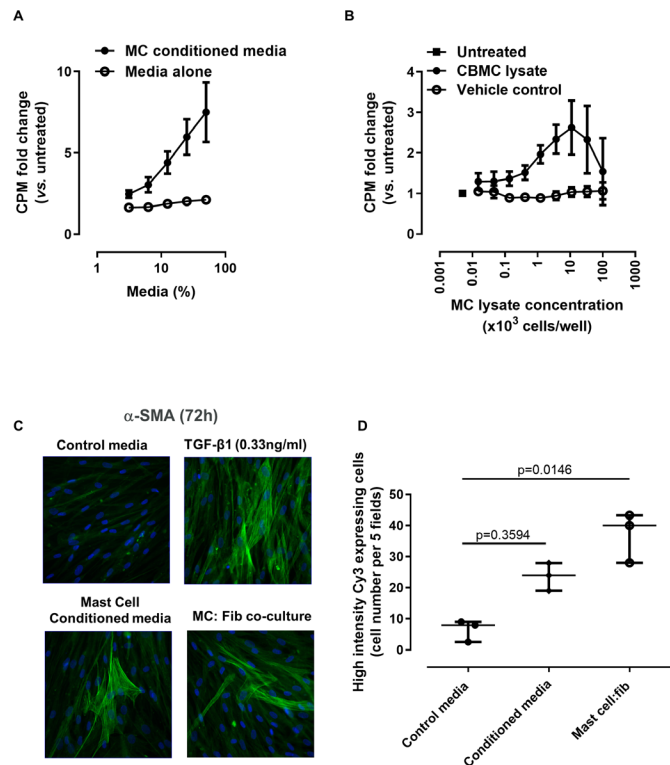 A
MC conditioned media
Media alone
CPM fold change
(vs. untreated)
10
5
0
1
10
100
Media (%)
B
Untreated
CBMC lysate
Vehicle control
CPM fold change
(vs. untreated)
4
3
2
1
0
0.001
0.01
0.1
1
10
100
1000
MC lysate concentration
(x10³ cells/well)
C
α-SMA (72h)
Control media
TGF-β1 (0.33ng/ml)
Mast Cell
Conditioned media
MC: Fib co-culture
D
High intensity Cy3 expressing cells
(cell number per 5 fields)
50
40
30
20
10
0
p=0.0146
p=0.3594
Control media
Conditioned media
Mast cell:fib